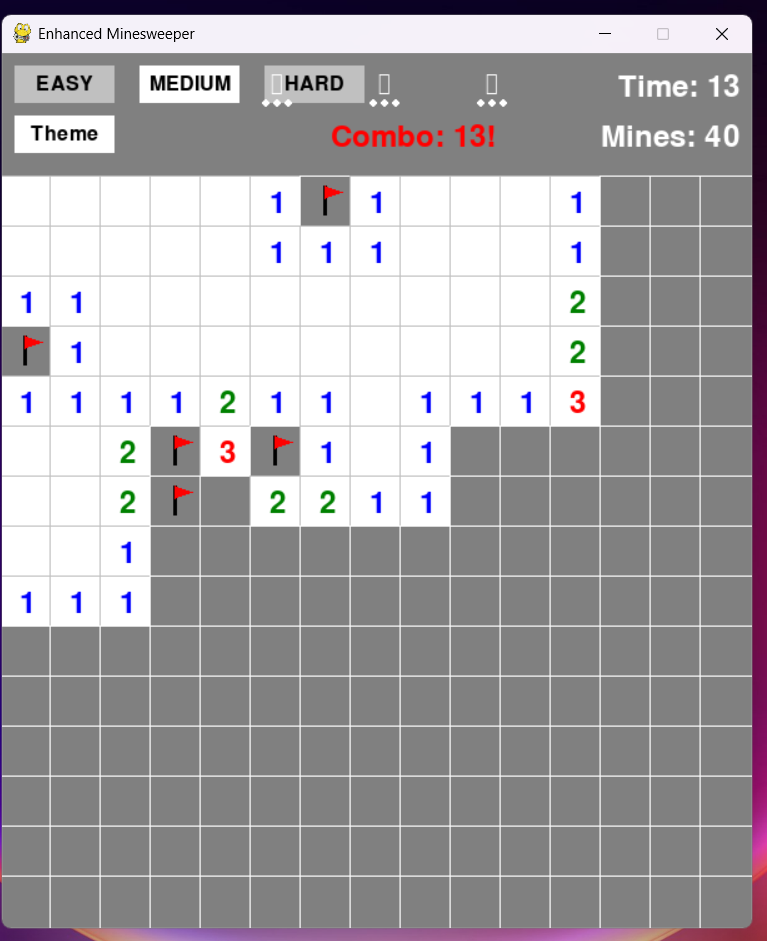 Enhanced Minesweeper
EASY MEDIUM HARD Time: 13
Theme Combo: 13! Mines: 40
1 1 1
1 1 1 1
1 1 2
1 2
1 1 1 1 2 1 1 1 1 1 3
2 3 1 1
2 2 2 1 1
1
1 1 1